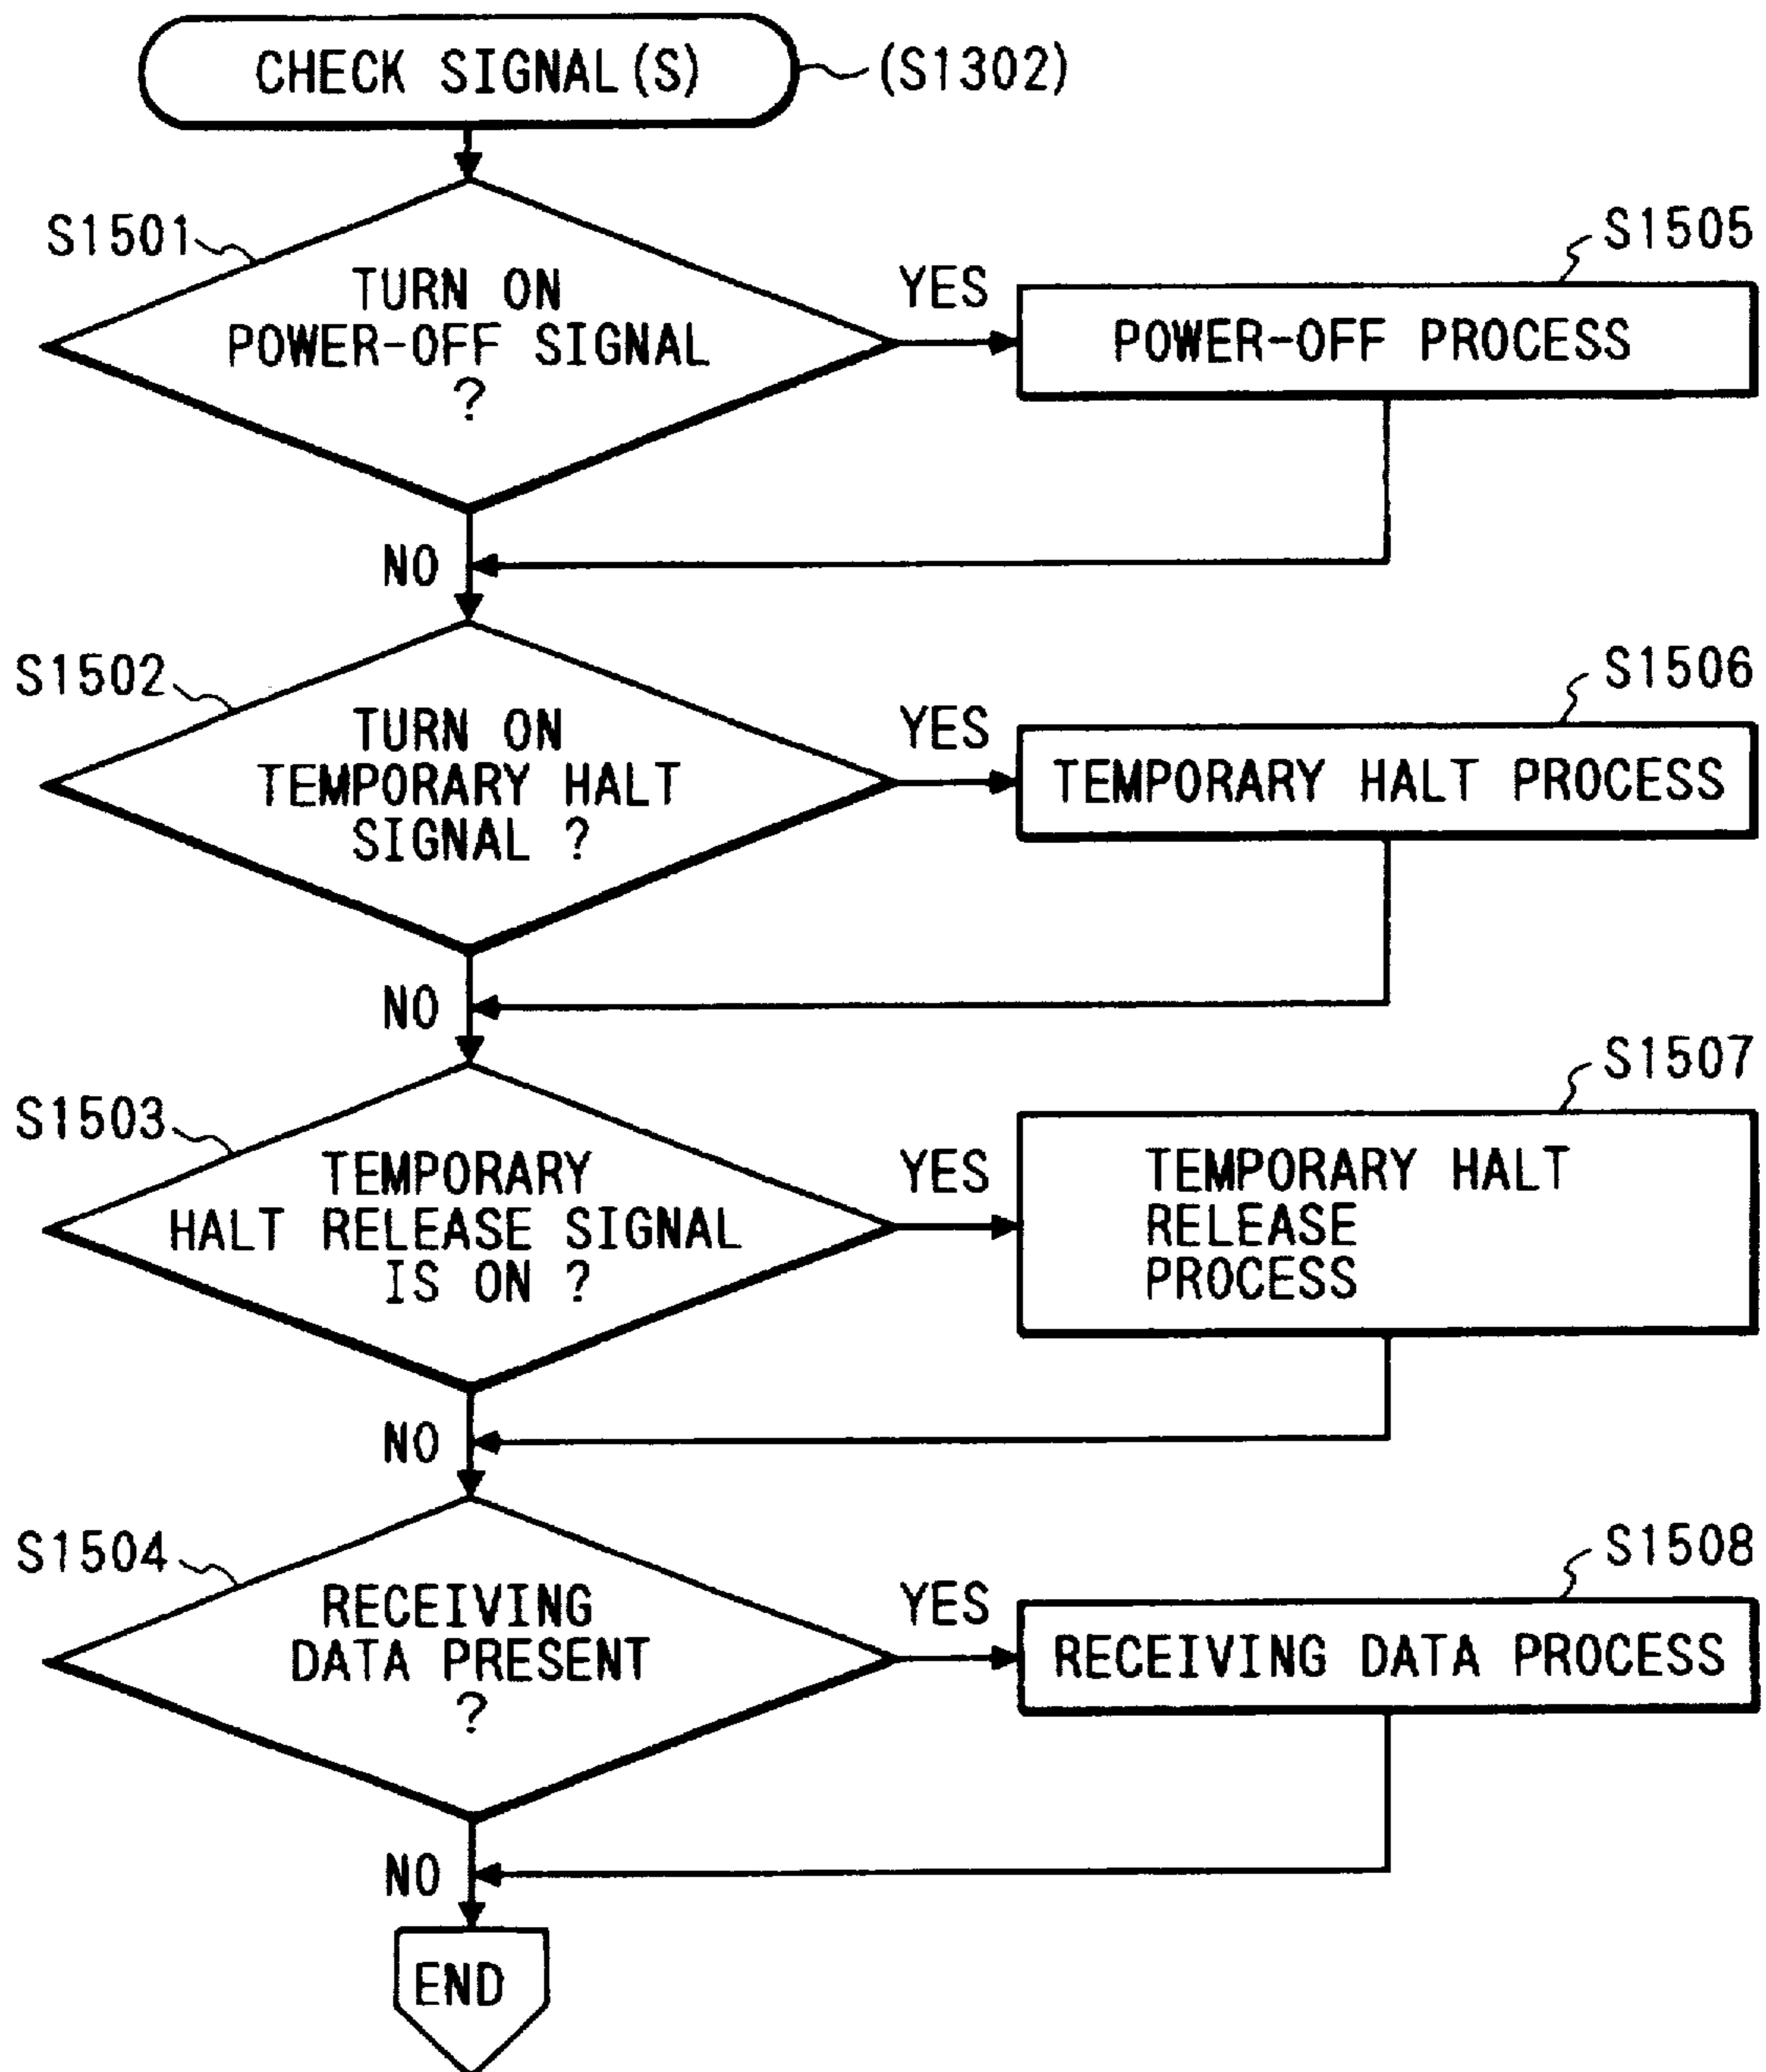 CHECK SIGNAL(S)
(S1302)
S1501
TURN ON
POWER-OFF SIGNAL
?
YES
S1505
POWER-OFF PROCESS
NO
S1502
TURN ON
TEMPORARY HALT
SIGNAL ?
YES
S1506
TEMPORARY HALT PROCESS
NO
S1503
TEMPORARY
HALT RELEASE SIGNAL
IS ON ?
YES
S1507
TEMPORARY HALT
RELEASE
PROCESS
NO
S1504
RECEIVING
DATA PRESENT
?
YES
S1508
RECEIVING DATA PROCESS
NO
END